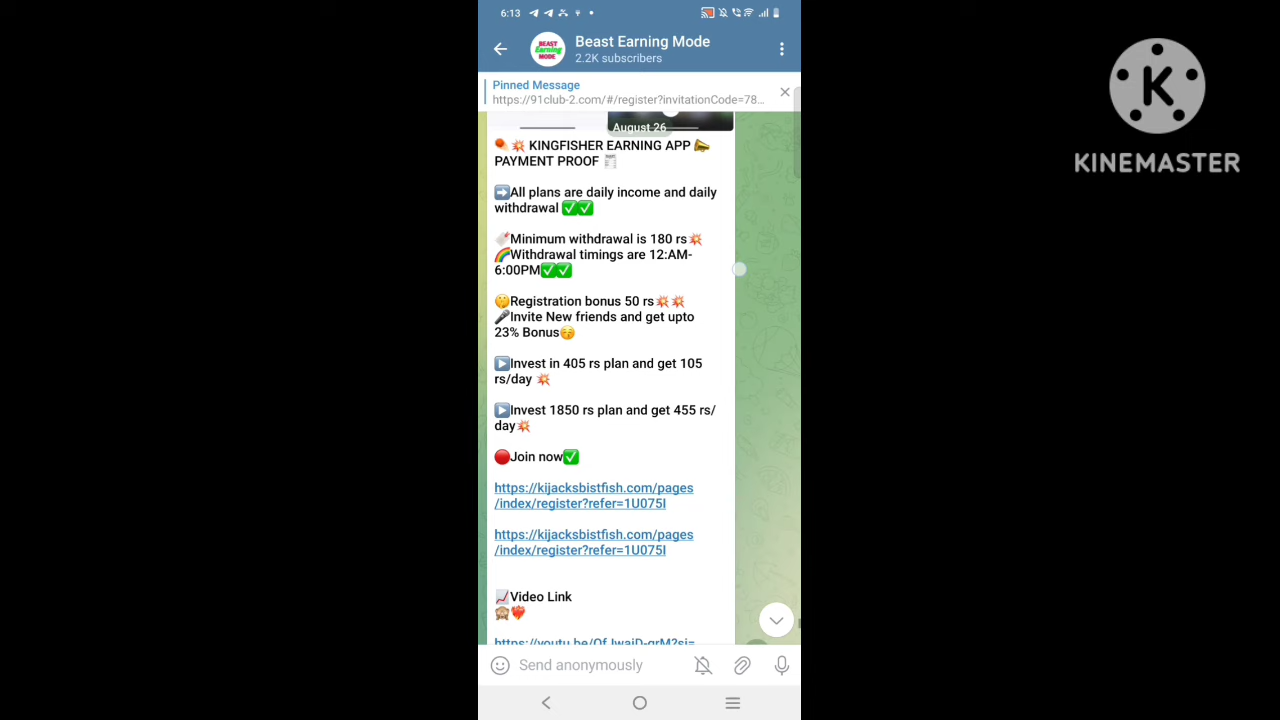 6:13
Beast Earning Mode
2.2K subscribers
BEAST
Earning
MODE
Pinned Message
https://91club-2.com/#/register?invitationCode=78...
August 26
KINGFISHER EARNING APP
PAYMENT PROOF
All plans are daily income and daily
withdrawal
Minimum withdrawal is 180 rs
Withdrawal timings are 12:AM-
6:00PM
Registration bonus 50 rs
Invite New friends and get upto
23% Bonus
Invest in 405 rs plan and get 105
rs/day
Invest 1850 rs plan and get 455 rs/
day
Join now
https://kijacksbistfish.com/pages
/index/register?refer=1U075I
https://kijacksbistfish.com/pages
/index/register?refer=1U075I
Video Link
Send anonymously
K
KINEMASTER